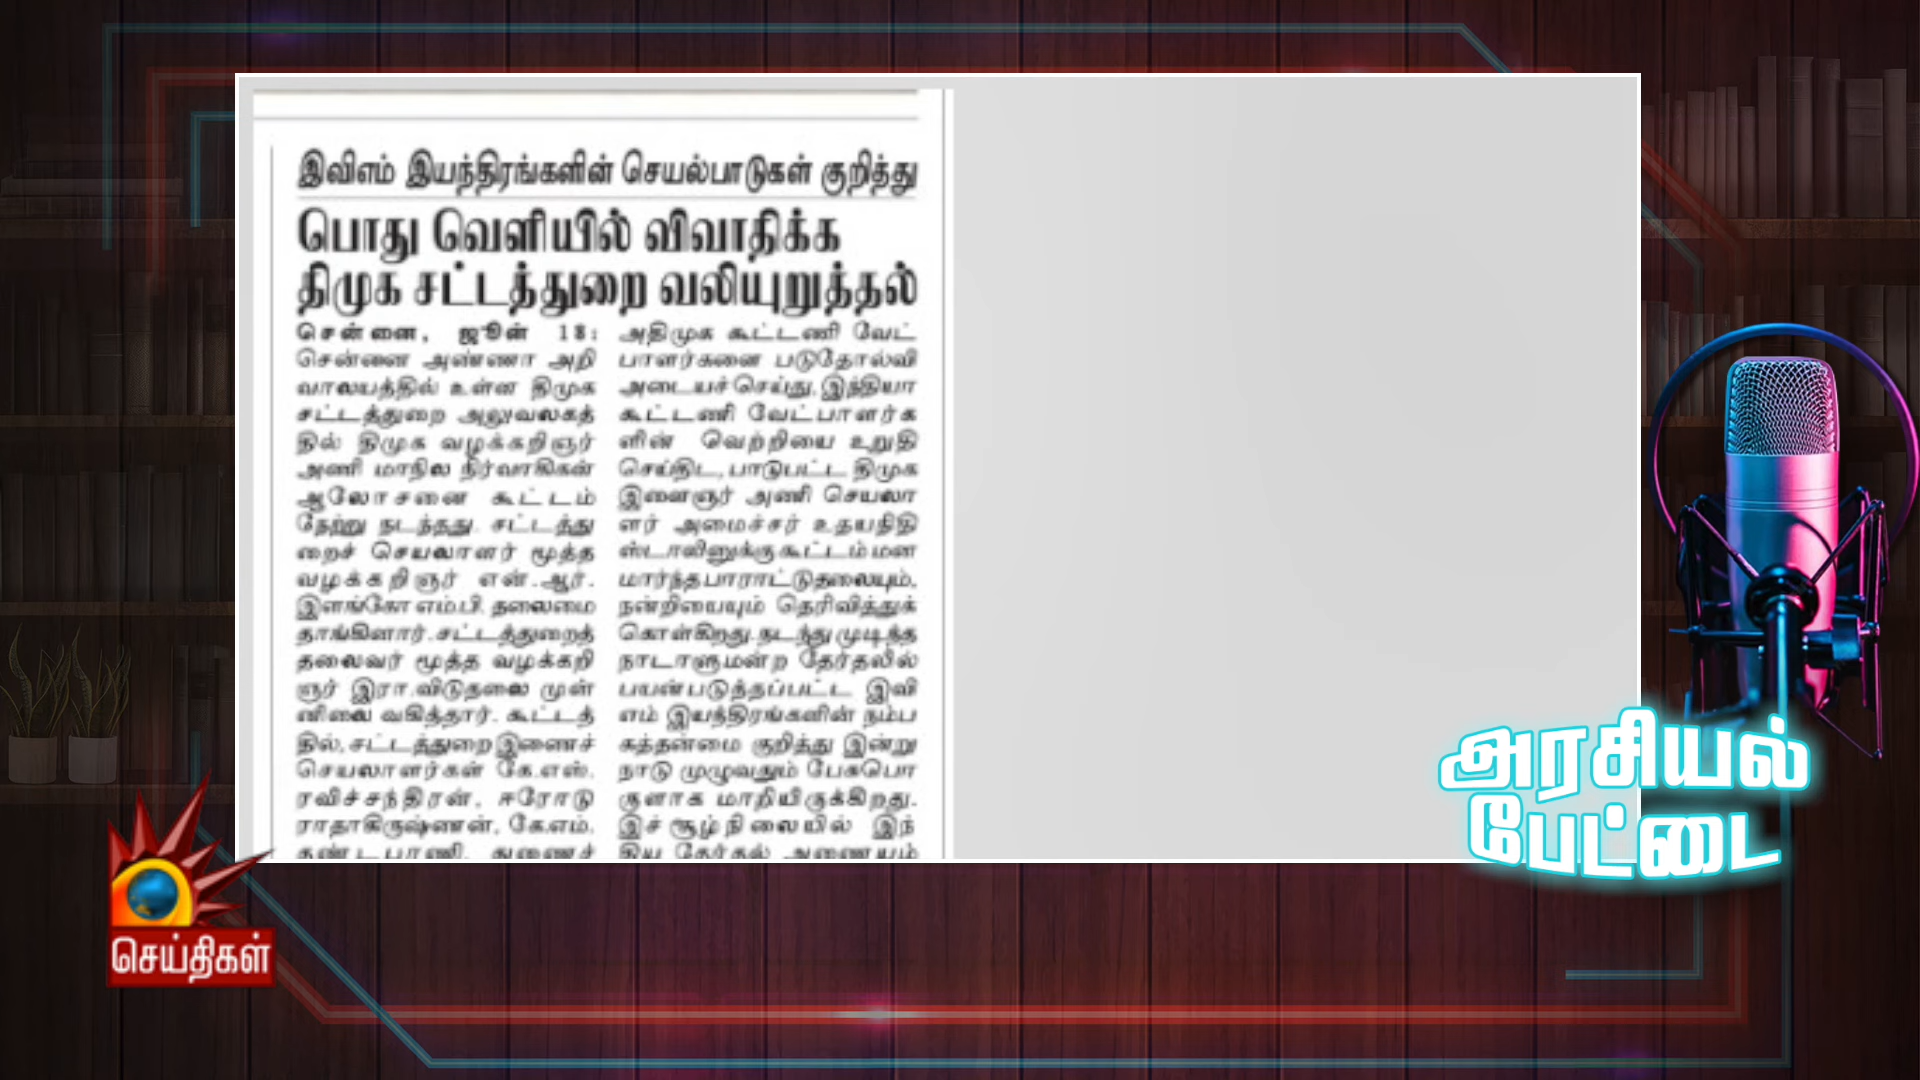 இவிஎம் இயந்திரங்களின் செயல்பாடுகள் குறித்து
பொது வெளியில் விவாதிக்க
திமுக சட்டத்துறை வலியுறுத்தல்
சென்னை, ஜூன் 18:
சென்னை அண்ணா அறி
வாலயத்தில் உள்ள திமுக
சட்டத்துறை அலுவலகத்
தில் திமுக வழக்கறிஞர்
அணி மாநில நிர்வாகிகள்
ஆலோசனை கூட்டம்
நேற்று நடந்தது. சட்டத்து
றைச் செயலாளர் மூத்த
வழக்கறிஞர் என்.ஆர்.
இளங்கோ எம்.பி. தலைமை
தாங்கினார். சட்டத்துறைத்
தலைவர் மூத்த வழக்கறி
ஞர் இரா.விடுதலை முன்
னிலை வகித்தார். கூட்டத்
தில், சட்டத்துறை இணைச்
செயலாளர்கள் கே.எஸ்.
ரவிச்சந்திரன், ஈரோடு
ராதாகிருஷ்ணன், கே.எம்.
தண்டபாணி, துணைச்
அதிமுக கூட்டணி வேட்
பாளர்களை படுதோல்வி
அடையச் செய்து, இந்தியா
கூட்டணி வேட்பாளர்க
ளின் வெற்றியை உறுதி
செய்திட, பாடுபட்ட திமுக
இளைஞர் அணி செயலா
ளர் அமைச்சர் உதயநிதி
ஸ்டாலினுக்கு கூட்டம் மன
மார்ந்த பாராட்டுதலையும்,
நன்றியையும் தெரிவித்துக்
கொள்கிறது. நடந்து முடிந்த
நாடாளுமன்ற தேர்தலில்
பயன்படுத்தப்பட்ட இவி
எம் இயந்திரங்களின் நம்ப
கத்தன்மை குறித்து இன்று
நாடு முழுவதும் பேசுபொ
ருளாக மாறியிருக்கிறது.
இச் சூழ்நிலையில் இந்
திய தேர்தல் ஆணையம்
அரசியல்
பேட்டை
செய்திகள்